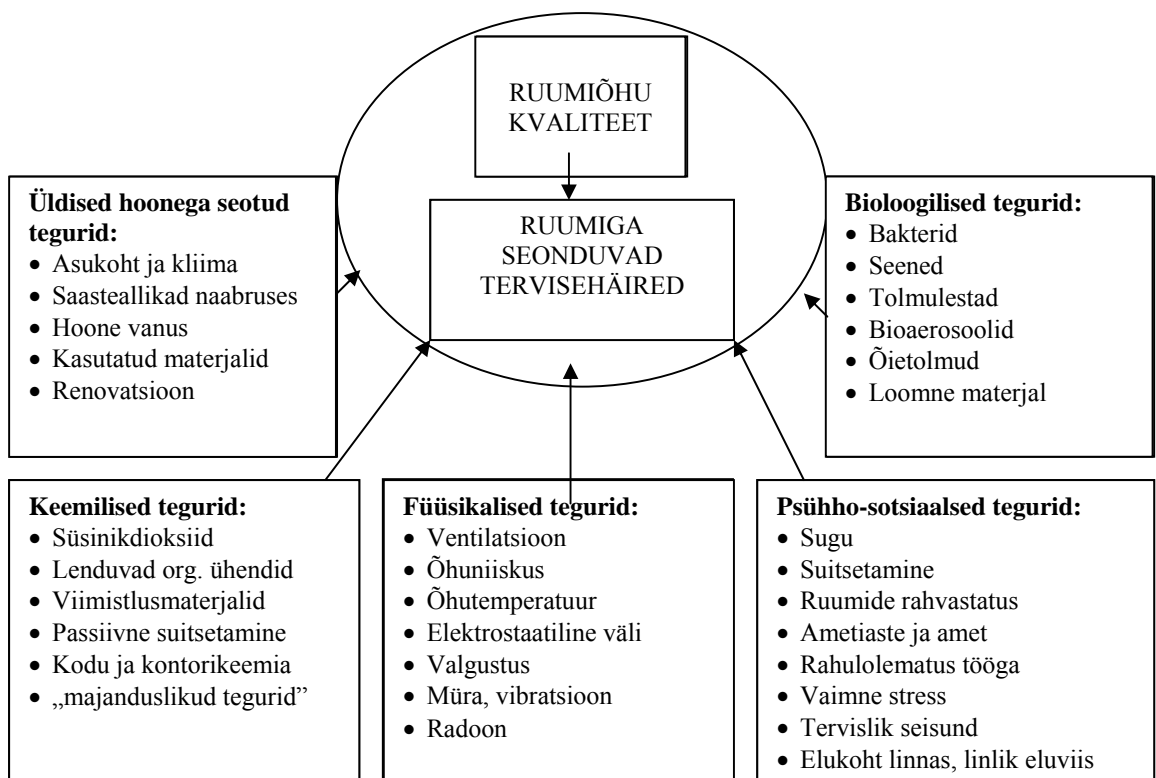 RUUMIÕHU
KVALITEET
RUUMIGA
SEONDUVAD
TERVISEHÄIRED
Üldised hoonega seotud
tegurid:
• Asukoht ja kliima
• Saasteallikad naabruses
• Hoone vanus
• Kasutatud materjalid
• Renovatsioon
Bioloogilised tegurid:
• Bakterid
• Seened
• Tolmulestad
• Bioaerosoolid
• Õietolmud
• Loomne materjal
Keemilised tegurid:
• Süsinikdioksiid
• Lenduvad org. ühendid
• Viimistlusmaterjalid
• Passiivne suitsetamine
• Kodu ja kontorikeemia
• „majanduslikud tegurid”
Füüsikalised tegurid:
• Ventilatsioon
• Õhuniiskus
• Õhutemperatuur
• Elektrostaatiline väli
• Valgustus
• Müra, vibratsioon
• Radoon
Psühho-sotsiaalsed tegurid:
• Sugu
• Suitsetamine
• Ruumide rahvastatus
• Ametiaste ja amet
• Rahulolematus tööga
• Vaimne stress
• Tervislik seisund
• Elukoht linnas, linlik eluviis